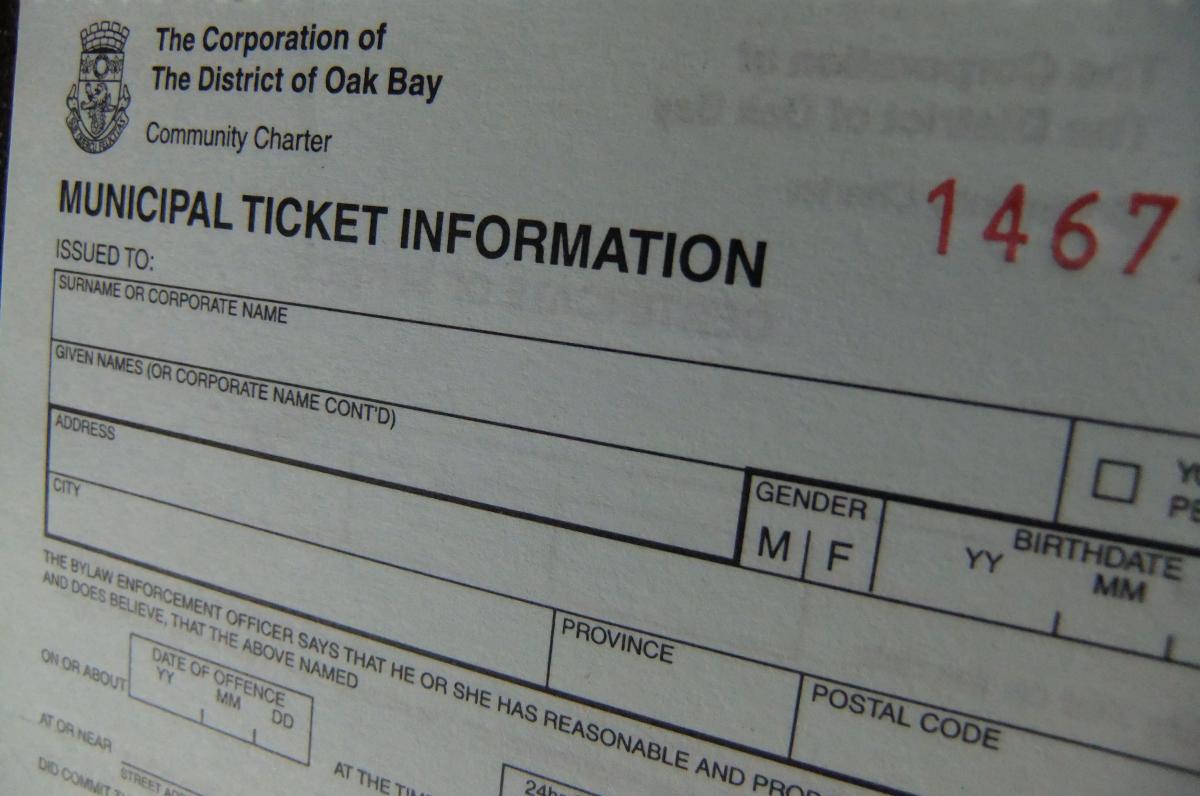 The Corporation of
The District of Oak Bay
Community Charter
MUNICIPAL TICKET INFORMATION
1467
ISSUED TO:
SURNAME OR CORPORATE NAME
GIVEN NAMES (OR CORPORATE NAME CONT'D)
ADDRESS
GENDER
M F
BIRTHDATE
YY MM
CITY
PROVINCE
POSTAL CODE
THE BYLAW ENFORCEMENT OFFICER SAYS THAT HE OR SHE HAS REASONABLE AND
AND DOES BELIEVE, THAT THE ABOVE NAMED
ON OR ABOUT
DATE OF OFFENCE
YY MM DD
AT THE
AT OR NEAR
STREET
DID COMMIT